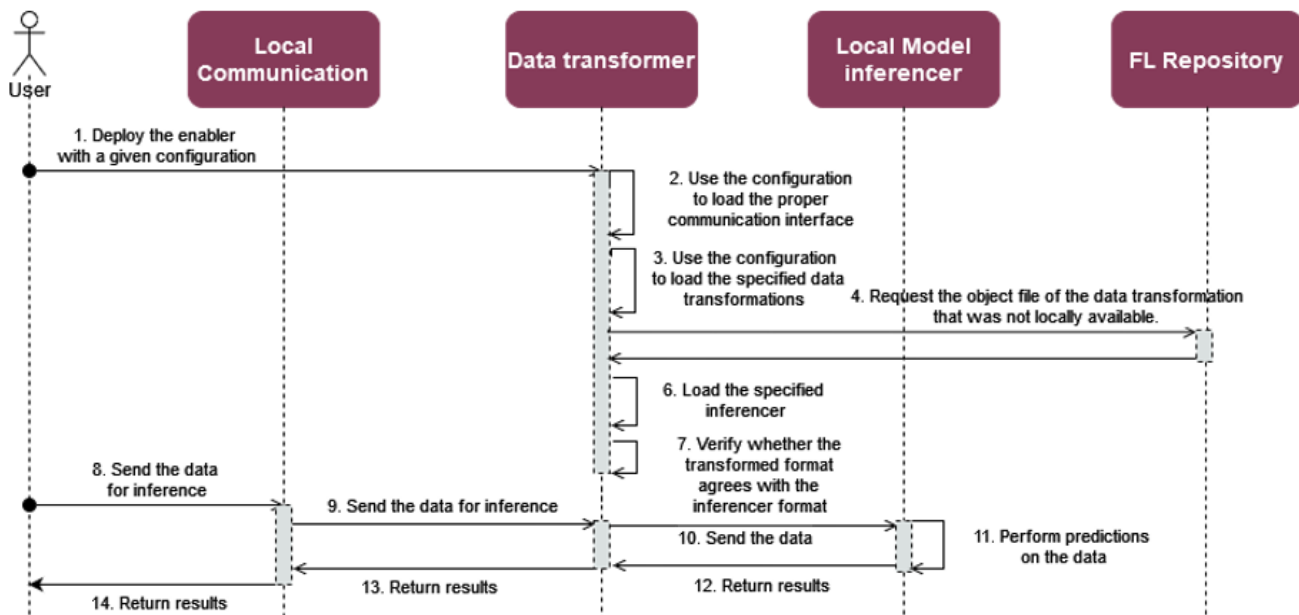 User
Local
Communication
Data transformer
Local Model
inferencer
FL Repository
1. Deploy the enabler
with a given configuration
2. Use the configuration
to load the proper
communication interface
3. Use the configuration
to load the specified data
transformations
4. Request the object file of the data transformation
that was not locally available.
6. Load the specified
inferencer
7. Verify whether the
transformed format
agrees with the
inferencer format
8. Send the data
for inference
9. Send the data for inference
10. Send the data
11. Perform predictions
on the data
12. Return results
13. Return results
14. Return results